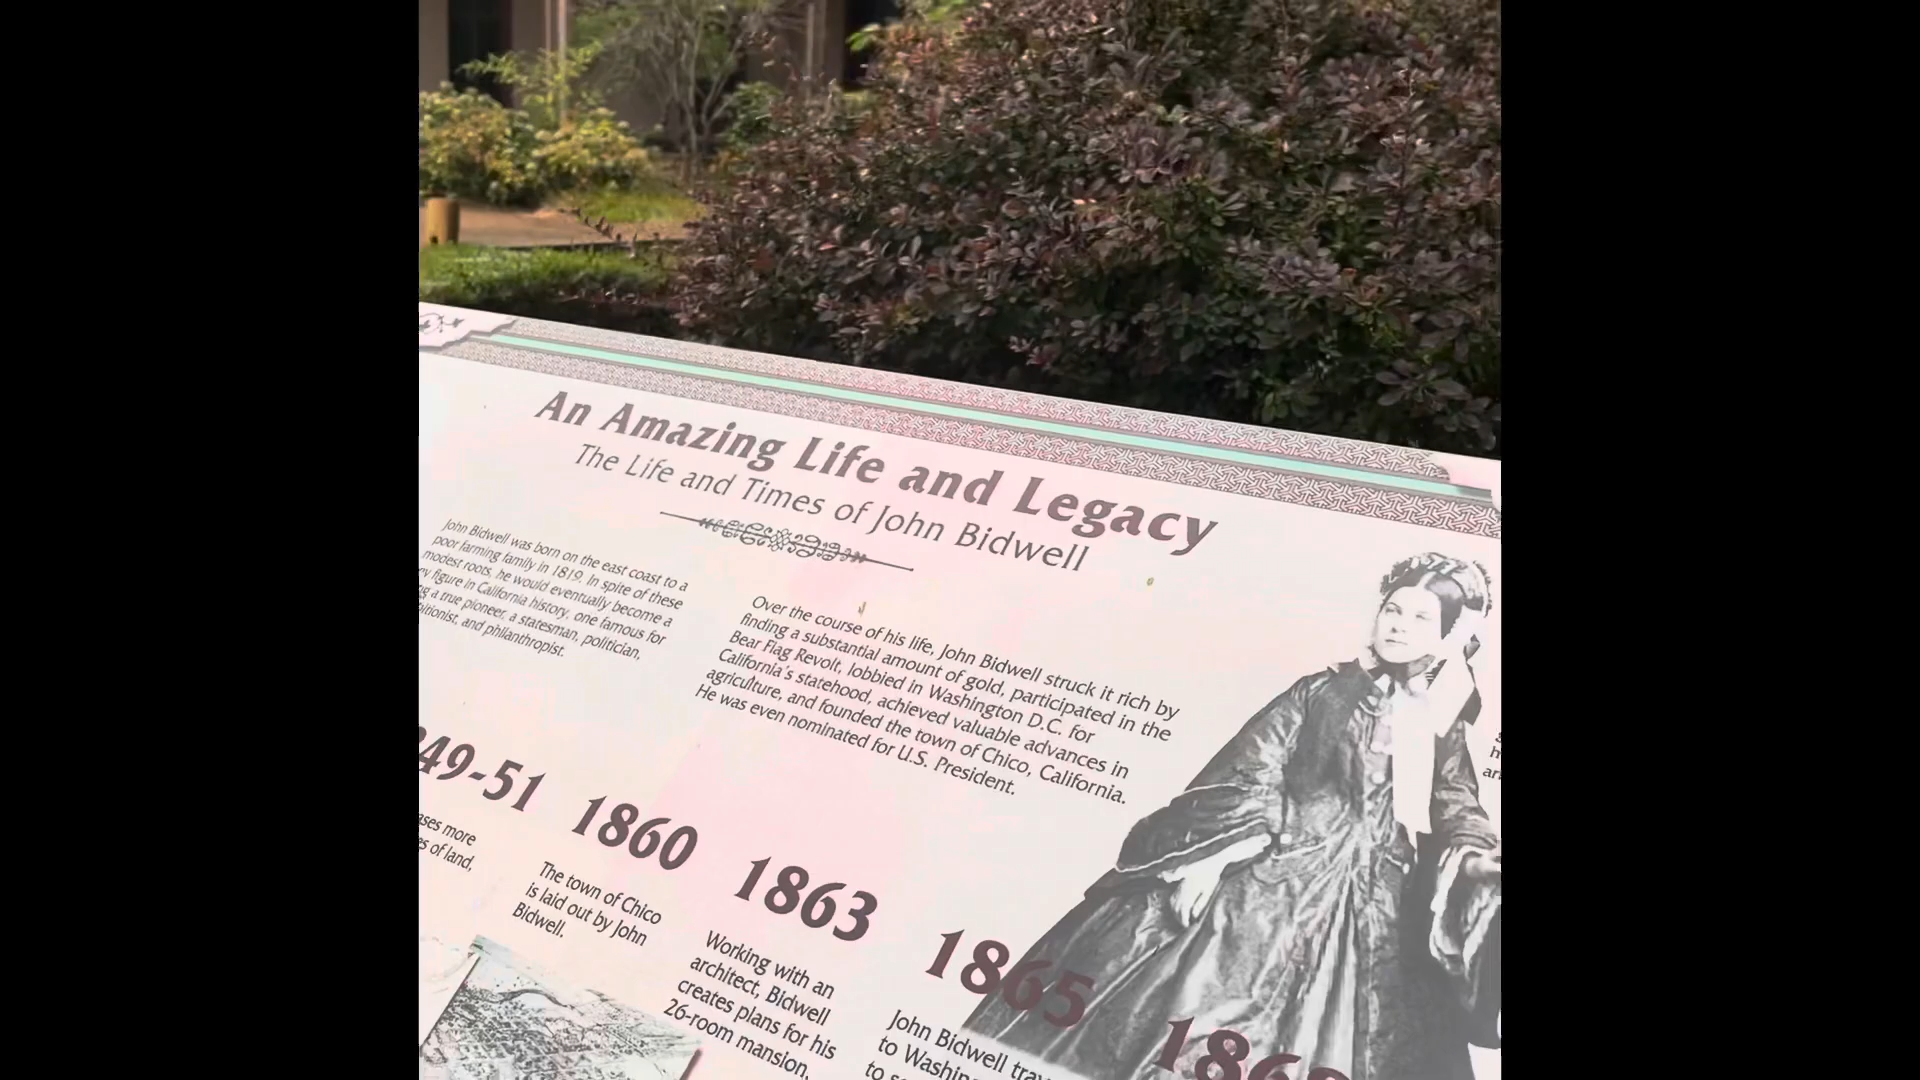 An Amazing Life and Legacy
The Life and Times of John Bidwell
John Bidwell was born on the east coast to a
poor farming family in 1819. In spite of these
modest roots, he would eventually become a
figure in California history, one famous for
a true pioneer, a statesman, politician,
and philanthropist.
Over the course of his life, John Bidwell struck it rich by
finding a substantial amount of gold, participated in the
Bear Flag Revolt, lobbied in Washington D.C. for
California's statehood, achieved valuable advances in
agriculture, and founded the town of Chico, California.
He was even nominated for U.S. President.
49-51
more
of land,
1860
The town of Chico
is laid out by John
Bidwell.
1863
Working with an
architect, Bidwell
creates plans for his
26-room mansion.
1865
John Bidwell
to
to